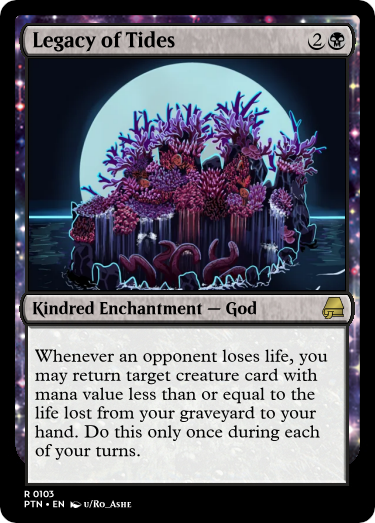 Legacy of Tides 2
Kindred Enchantment — God
Whenever an opponent loses life, you
may return target creature card with
mana value less than or equal to the
life lost from your graveyard to your
hand. Do this only once during each
of your turns.
R 0103
PTN • EN u/Ro_Ashe